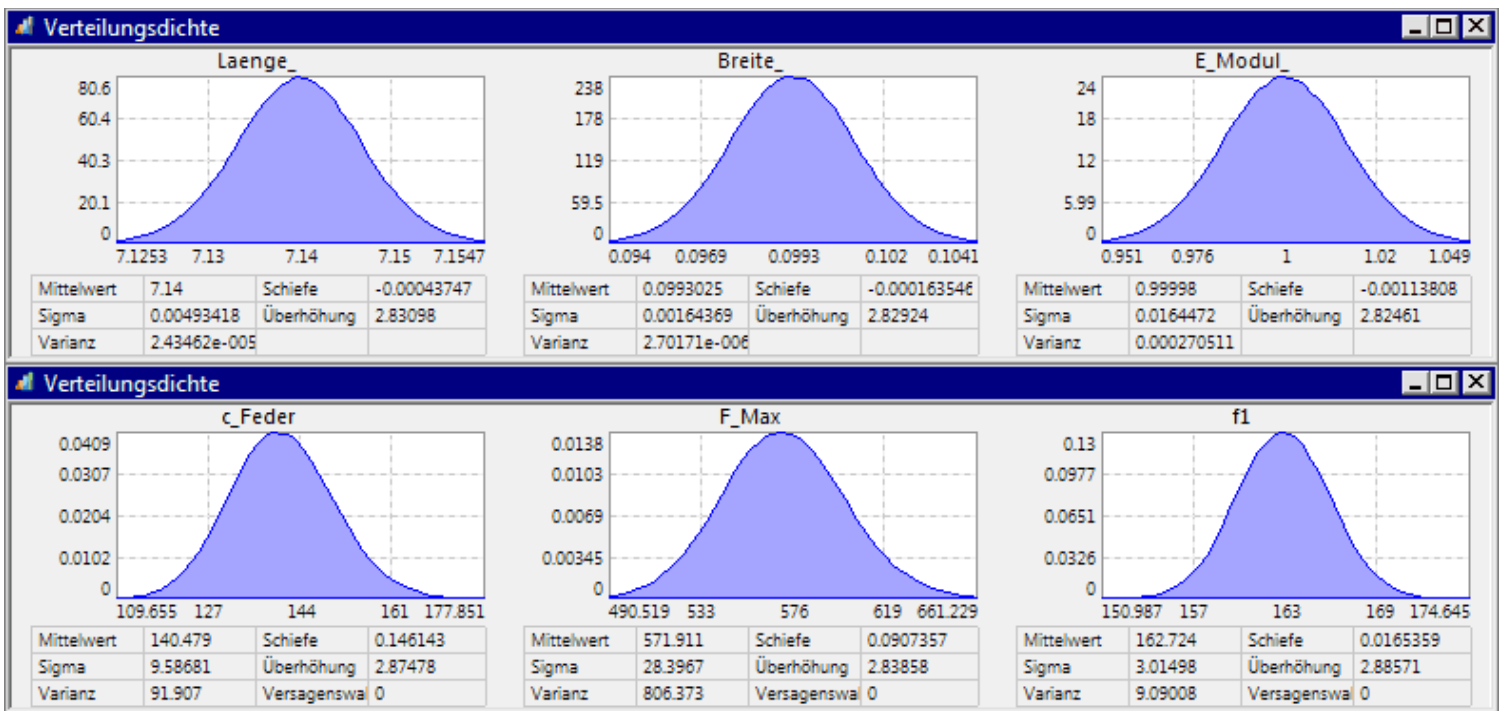 Verteilungsdichte
Laenge_ Breite_ E_Modul_
80.6 238 24
60.4 178 18
40.3 119 12
20.1 59.5 5.99
0 0 0
7.1253 7.13 7.14 7.15 7.1547 0.094 0.0969 0.0993 0.102 0.1041 0.951 0.976 1 1.02 1.049
Mittelwert 7.14 Schiefe -0.00043747 Mittelwert 0.0993025 Schiefe -0.000163546 Mittelwert 0.99998 Schiefe -0.00113808
Sigma 0.00493418 Überhöhung 2.83098 Sigma 0.00164369 Überhöhung 2.82924 Sigma 0.0164472 Überhöhung 2.82461
Varianz 2.43462e-005 Varianz 2.70171e-006 Varianz 0.000270511
Verteilungsdichte
c_Feder F_Max f1
0.0409 0.0138 0.13
0.0307 0.0103 0.0977
0.0204 0.0069 0.0651
0.0102 0.00345 0.0326
0 0 0
109.655 127 144 161 177.851 490.519 533 576 619 661.229 150.987 157 163 169 174.645
Mittelwert 140.479 Schiefe 0.146143 Mittelwert 571.911 Schiefe 0.0907357 Mittelwert 162.724 Schiefe 0.0165359
Sigma 9.58681 Überhöhung 2.87478 Sigma 28.3967 Überhöhung 2.83858 Sigma 3.01498 Überhöhung 2.88571
Varianz 91.907 Versagenswal 0 Varianz 806.373 Versagenswal 0 Varianz 9.09008 Versagenswal 0